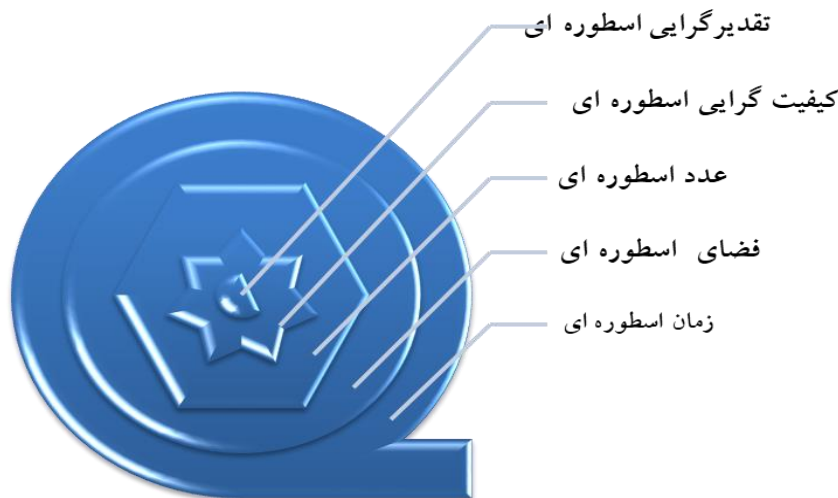 تقدیرگرایی اسطوره ای
کیفیت گرایی اسطوره ای
عدد اسطوره ای
فضای اسطوره ای
زمان اسطوره ای